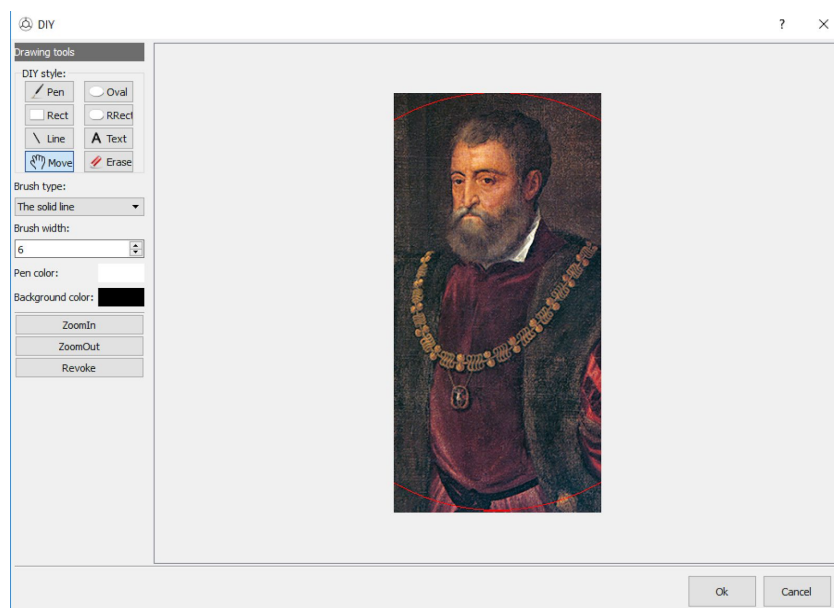 DIY
?
Drawing tools
DIY style:
Pen
Oval
Rect
RRect
Line
A Text
Move
Erase
Brush type:
The solid line
Brush width:
6
Pen color:
Background color:
ZoomIn
ZoomOut
Revoke
Ok
Cancel